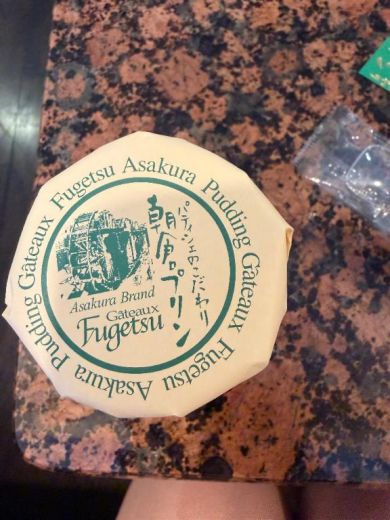 Gâteaux Fugetsu Asakura Pudding Gâteaux Fugetsu Asakura Pudding
パティシエのこだわり
朝倉プリン
Asakura Brand
Gâteaux
Fugetsu